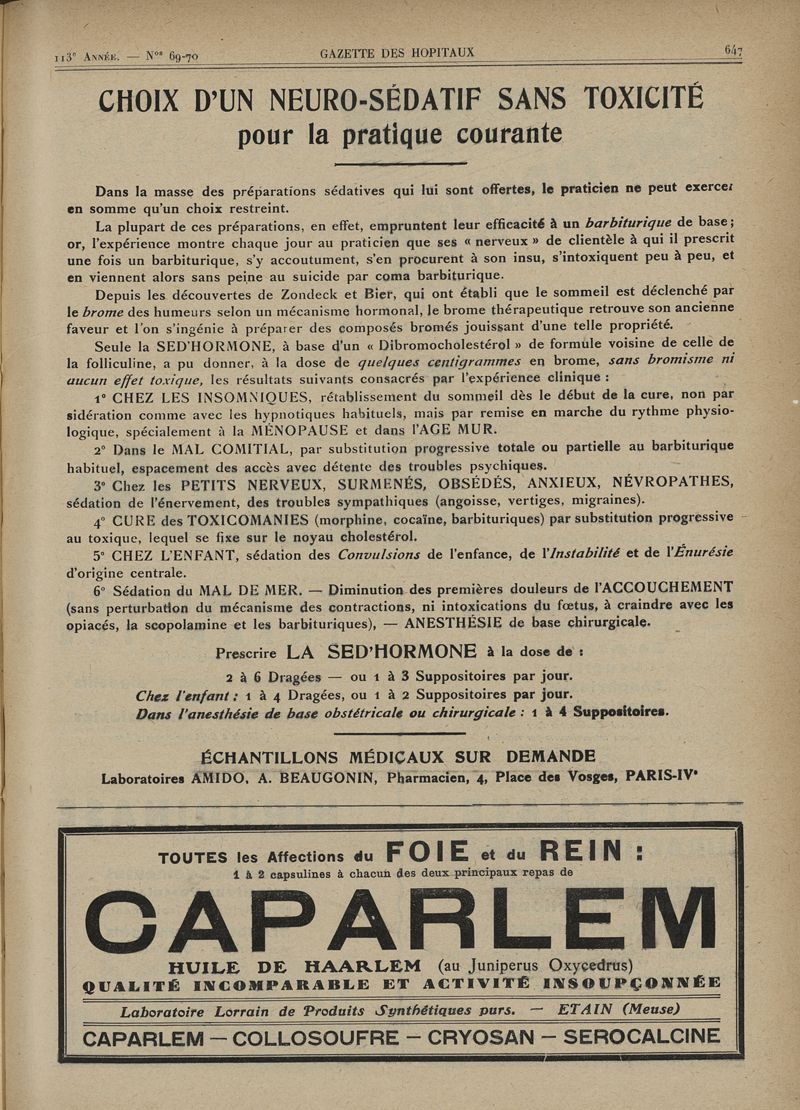 113e ANNÉE. — Nos 69-70
GAZETTE DES HOPITAUX
647
CHOIX D'UN NEURO-SÉDATIF SANS TOXICITÉ
pour la pratique courante
Dans la masse des préparations sédatives qui lui sont offertes, le praticien ne peut exercer
en somme qu'un choix restreint.
La plupart de ces préparations, en effet, empruntent leur efficacité à un barbiturique de base;
or, l'expérience montre chaque jour au praticien que ses « nerveux » de clientèle à qui il prescrit
une fois un barbiturique, s'y accoutument, s'en procurent à son insu, s'intoxiquent peu à peu, et
en viennent alors sans peine au suicide par coma barbiturique.
Depuis les découvertes de Zondeck et Bier, qui ont établi que le sommeil est déclenché par
le brome des humeurs selon un mécanisme hormonal, le brome thérapeutique retrouve son ancienne
faveur et l'on s'ingénie à préparer des composés bromés jouissant d'une telle propriété.
Seule la SED'HORMONE, à base d'un « Dibromocholestérol » de formule voisine de celle de
la folliculine, a pu donner, à la dose de quelques centigrammes en brome, sans bromisme ni
aucun effet toxique, les résultats suivants consacrés par l'expérience clinique :
1° CHEZ LES INSOMNIQUES, rétablissement du sommeil dès le début de la cure, non par
sidération comme avec les hypnotiques habituels, mais par remise en marche du rythme physio-
logique, spécialement à la MÉNOPAUSE et dans l'AGE MUR.
2° Dans le MAL COMITIAL, par substitution progressive totale ou partielle au barbiturique
habituel, espacement des accès avec détente des troubles psychiques.
3° Chez les PETITS NERVEUX, SURMENÉS, OBSÉDÉS, ANXIEUX, NÉVROPATHES,
sédation de l'énervement, des troubles sympathiques (angoisse, vertiges, migraines).
4° CURE des TOXICOMANIES (morphine, cocaïne, barbituriques) par substitution progressive
au toxique, lequel se fixe sur le noyau cholestérol.
5° CHEZ L'ENFANT, sédation des Convulsions de l'enfance, de l'Instabilité et de l'Énurésie
d'origine centrale.
6° Sédation du MAL DE MER. — Diminution des premières douleurs de l'ACCOUCHEMENT
(sans perturbation du mécanisme des contractions, ni intoxications du fœtus, à craindre avec les
opiacés, la scopolamine et les barbituriques), — ANESTHÉSIE de base chirurgicale.
Prescrire LA SED'HORMONE à la dose de :
2 à 6 Dragées — ou 1 à 3 Suppositoires par jour.
Chez l'enfant : 1 à 4 Dragées, ou 1 à 2 Suppositoires par jour.
Dans l'anesthésie de base obstétricale ou chirurgicale : 1 à 4 Suppositoires.
ÉCHANTILLONS MÉDICAUX SUR DEMANDE
Laboratoires AMIDO, A. BEAUGONIN, Pharmacien, 4, Place des Vosges, PARIS-IVe
TOUTES les Affections du FOIE et du REIN :
1 à 2 capsulines à chacun des deux principaux repas de
CAPARLEM
HUILE DE HAARLEM (au Juniperus Oxycedrus)
QUALITÉ INCOMPARABLE ET ACTIVITÉ INSOUPÇONNÉE
Laboratoire Lorrain de Produits Synthétiques purs. — ETAIN (Meuse)
CAPARLEM — COLLOSOUFRE — CRYOSAN — SEROCALCINE